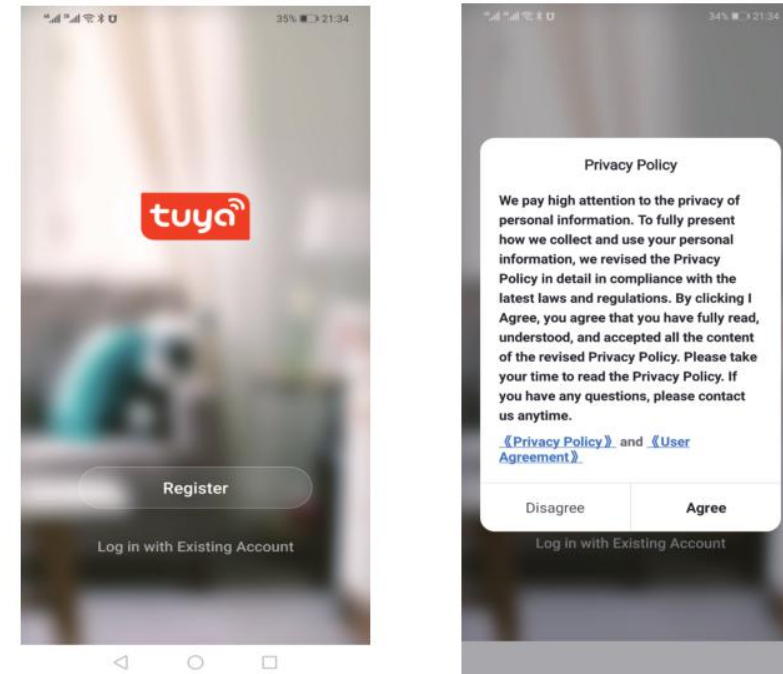 35% 21:34
tuya
Register
Log in with Existing Account
34% 21:34
Privacy Policy
We pay high attention to the privacy of
personal information. To fully present
how we collect and use your personal
information, we revised the Privacy
Policy in detail in compliance with the
latest laws and regulations. By clicking I
Agree, you agree that you have fully read,
understood, and accepted all the content
of the revised Privacy Policy. Please take
your time to read the Privacy Policy. If
you have any questions, please contact
us anytime.
《Privacy Policy》 and 《User
Agreement》
Disagree Agree
Log in with Existing Account